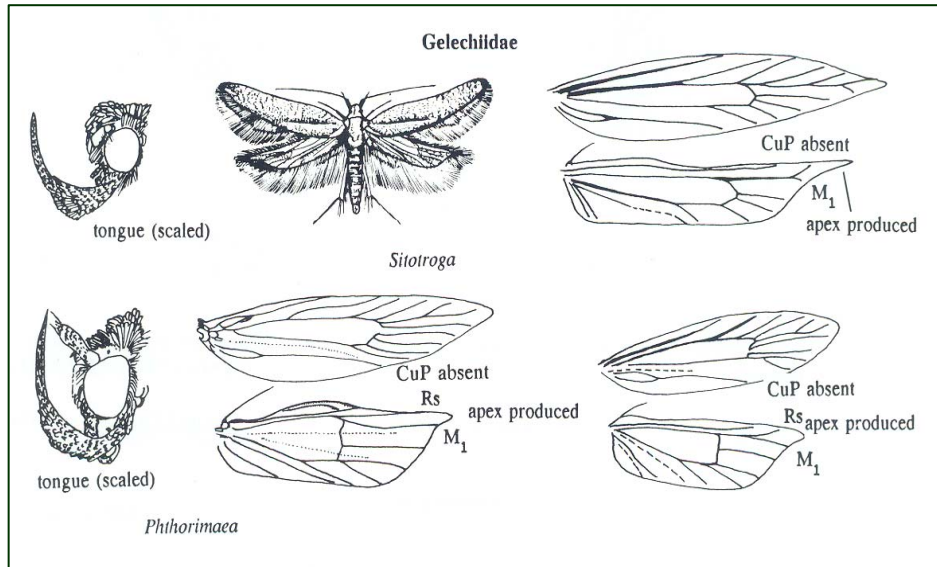 Gelechiidae
CuP absent
M1
apex produced
tongue (scaled)
Sitotroga
CuP absent
Rs
apex produced
M1
tongue (scaled)
CuP absent
Rs
apex produced
M1
Phthorimaea